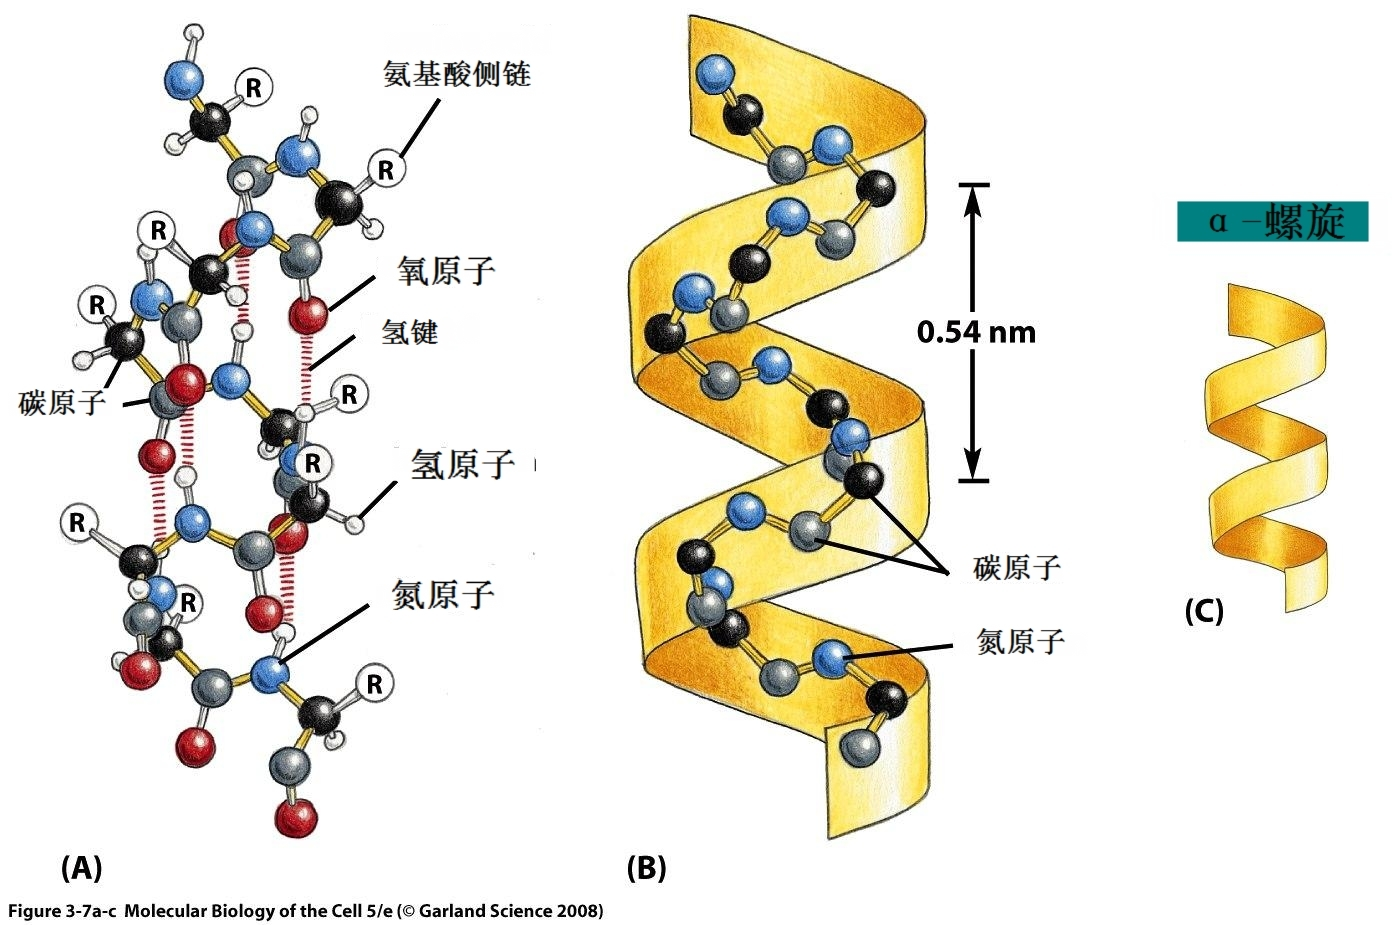 R
氨基酸侧链
R
R
氧原子
R
氢键
R
碳原子
R
氢原子
R
氮原子
R
R
(A)
0.54 nm
碳原子
氮原子
(B)
α-螺旋
(C)
Figure 3-7a-c Molecular Biology of the Cell 5/e (© Garland Science 2008)